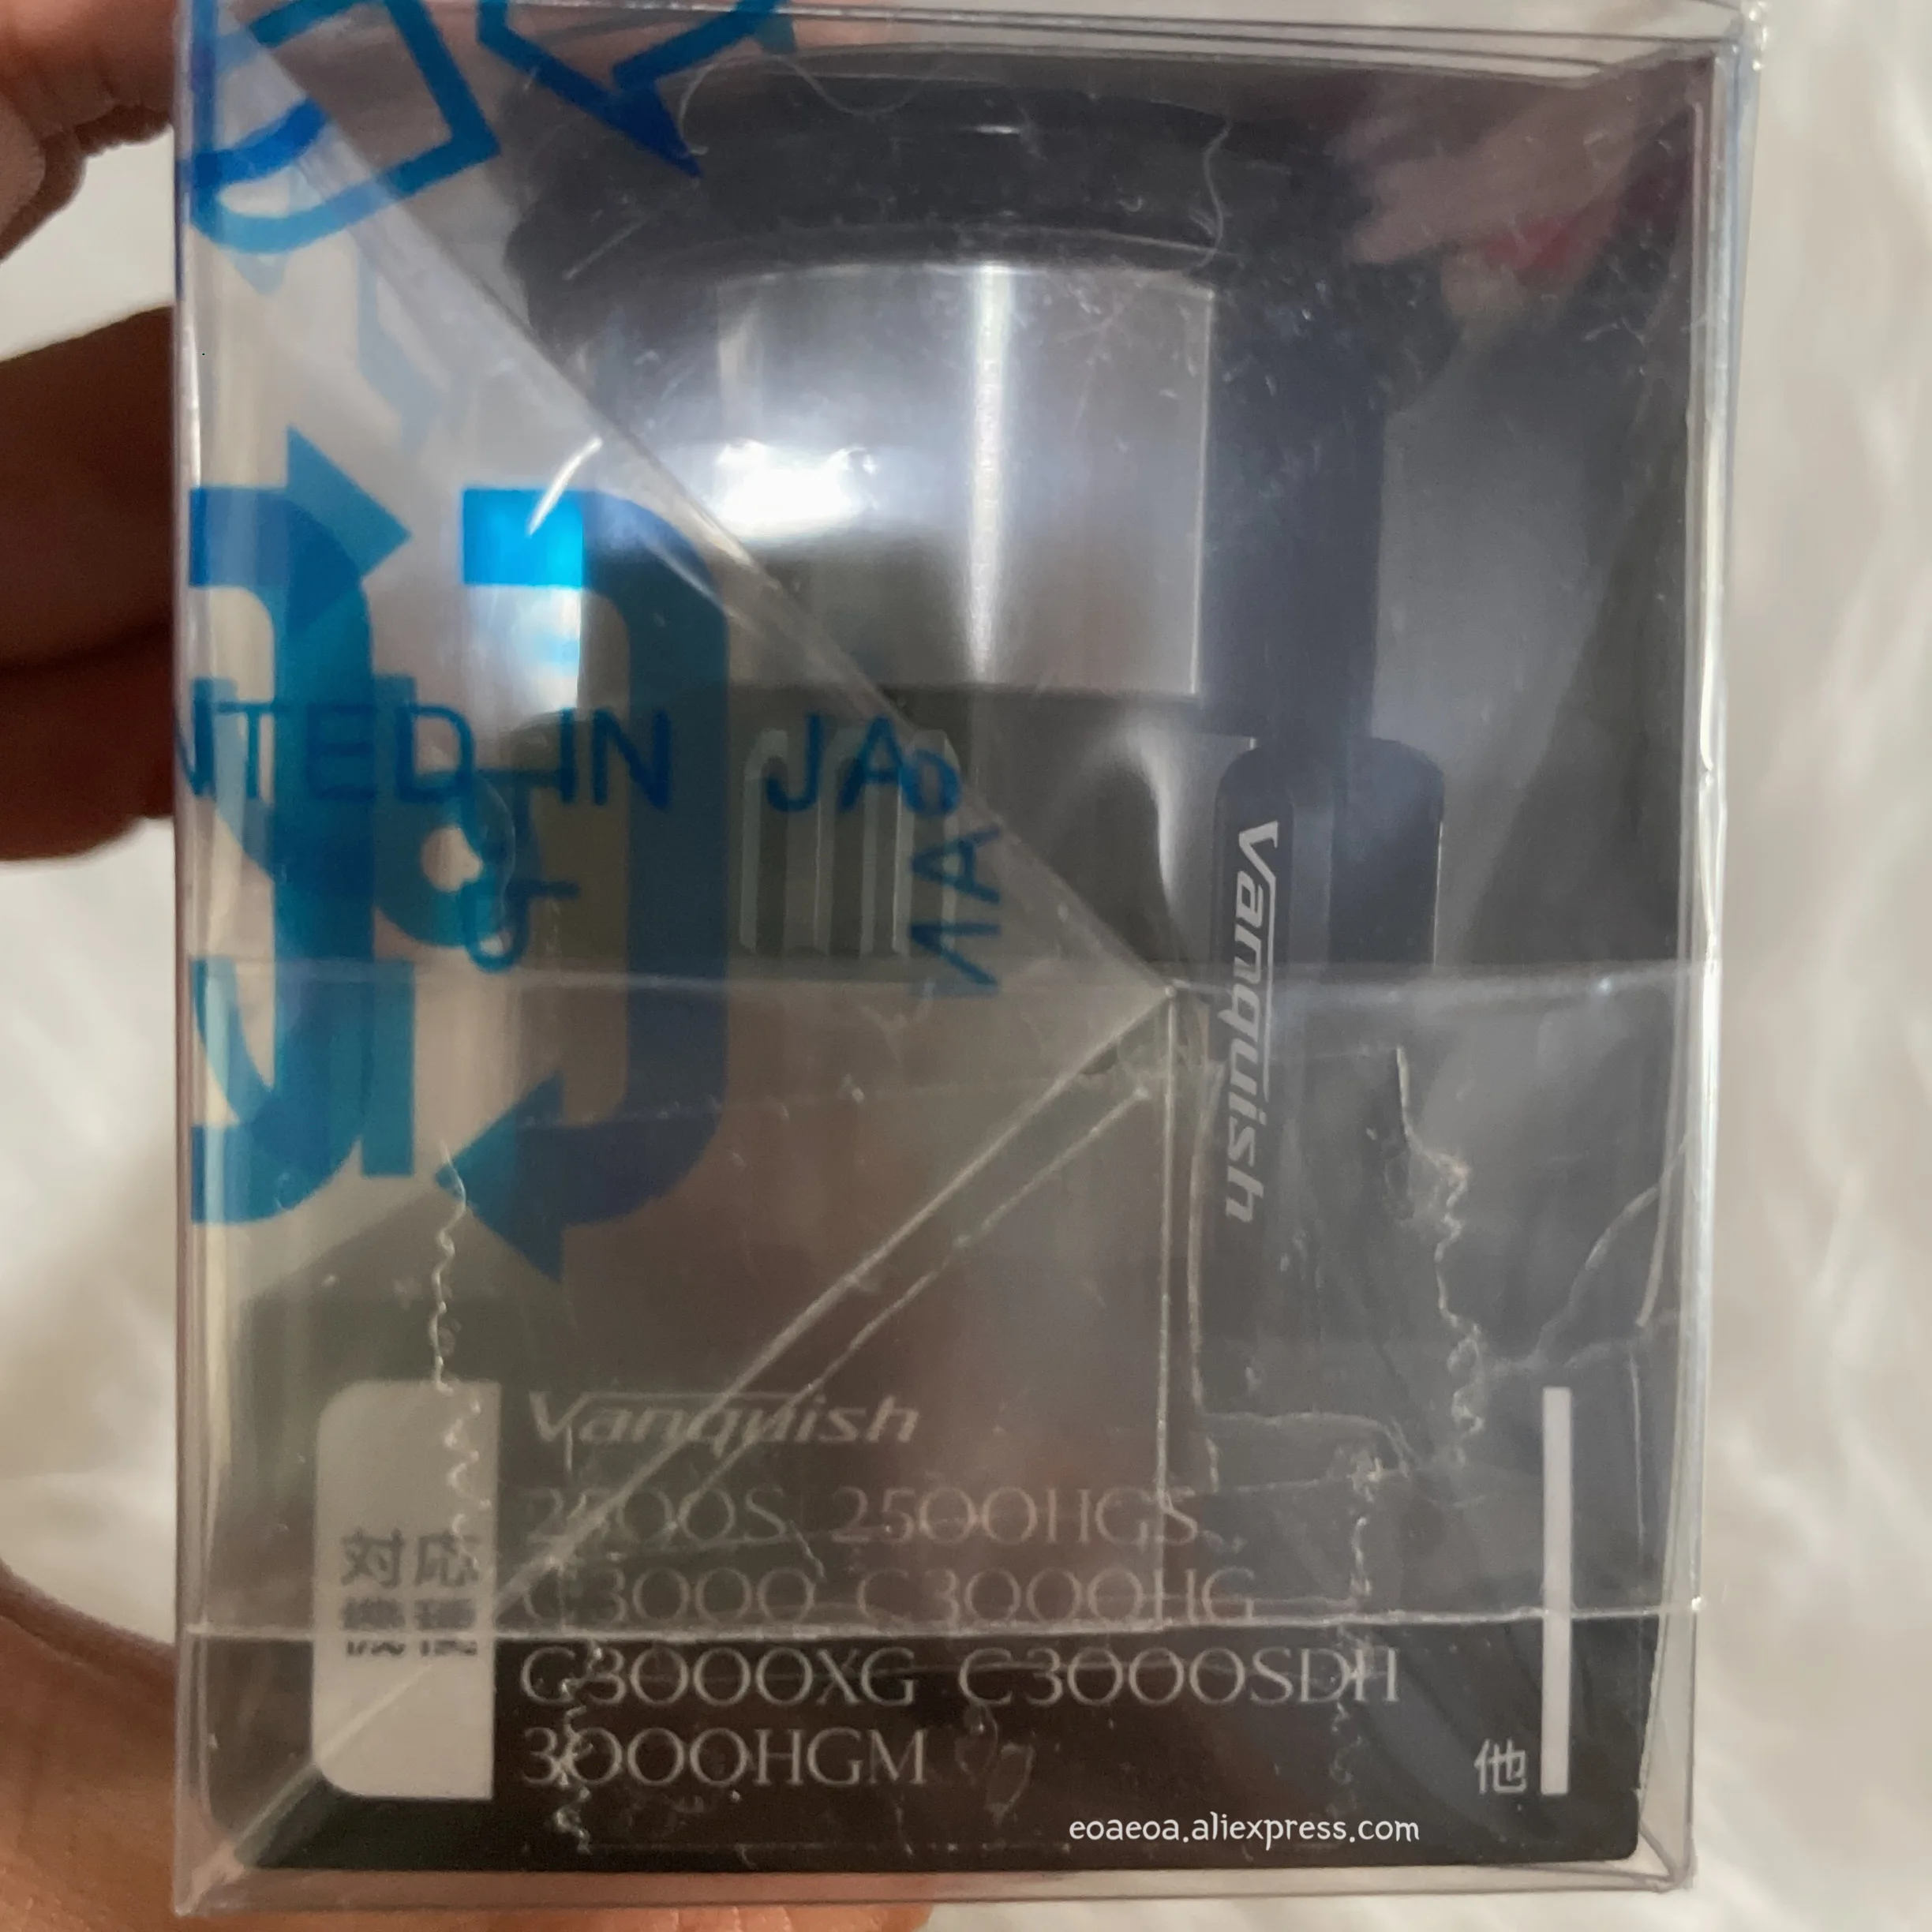 IN JA
Vanquish
Vanquish
対応
機種
2500S 2500HGS
C3000 C3000HG
C3000XG C3000SDH
3000HGM
他
eoaeoa.aliexpress.com